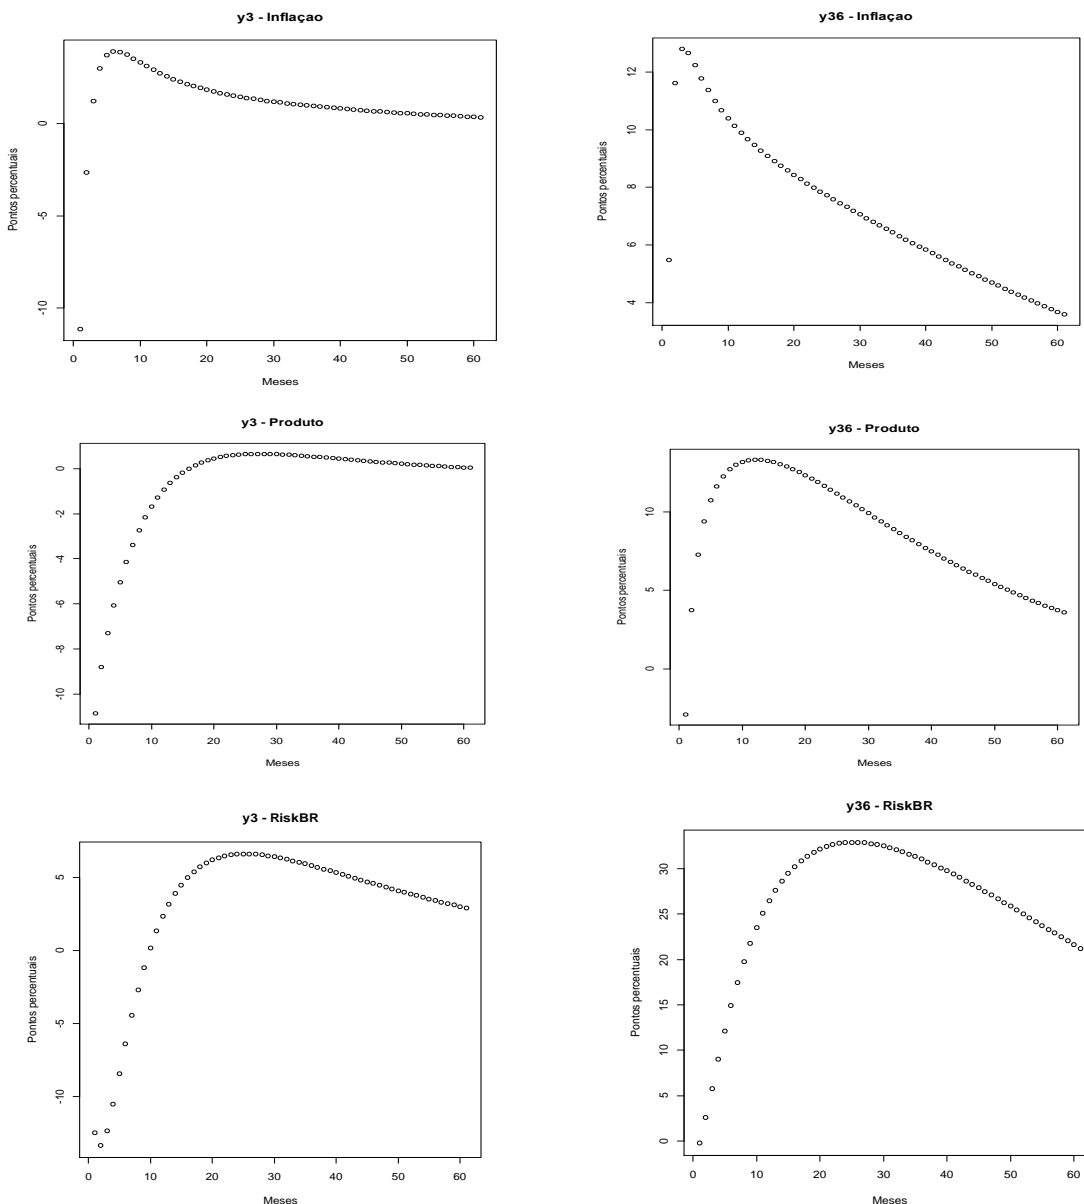 y3 - Inflaçao
Pontos percentuais
0
-5
-10
0 10 20 30 40 50 60
Meses
y36 - Inflaçao
Pontos percentuais
12
10
8
6
4
0 10 20 30 40 50 60
Meses
y3 - Produto
Pontos percentuais
0
-2
-4
-6
-8
-10
0 10 20 30 40 50 60
Meses
y36 - Produto
Pontos percentuais
10
5
0
0 10 20 30 40 50 60
Meses
y3 - RiskBR
Pontos percentuais
5
0
-5
-10
0 10 20 30 40 50 60
Meses
y36 - RiskBR
Pontos percentuais
30
25
20
15
10
5
0
0 10 20 30 40 50 60
Meses